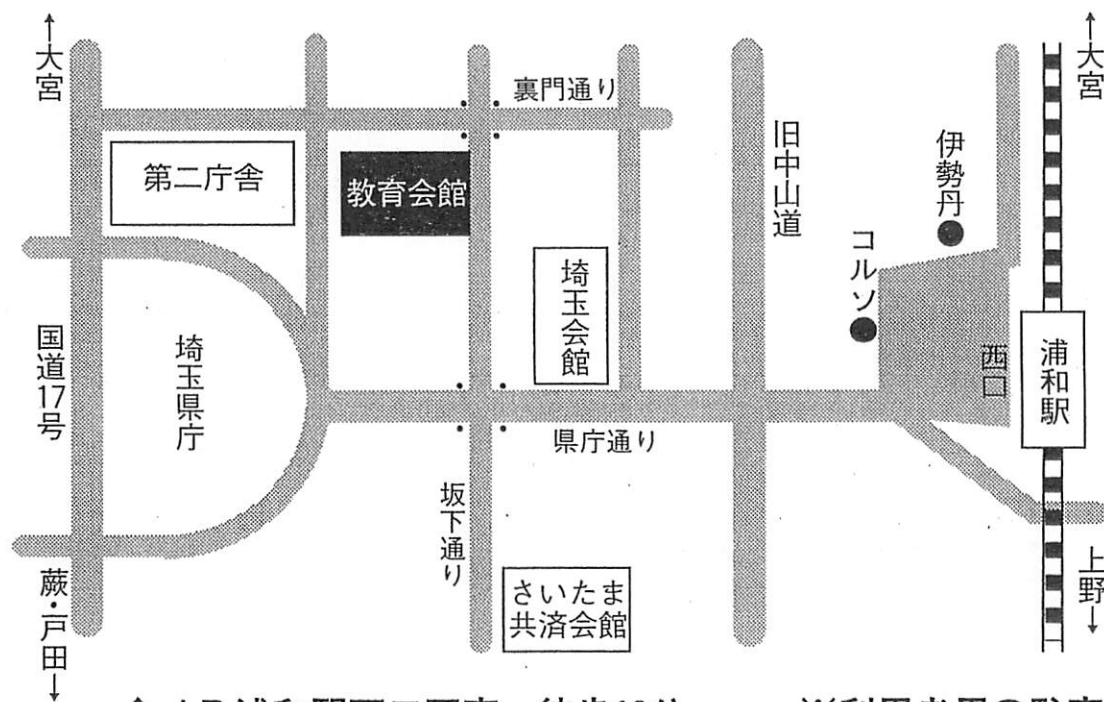 ↑大宮
↑大宮
裏門通り
第二庁舎
教育会館
旧中山道
伊勢丹
コルソ
埼玉会館
国道17号
埼玉県庁
西口
浦和駅
県庁通り
坂下通り
さいたま
共済会館
蕨・戸田↓
上野↓